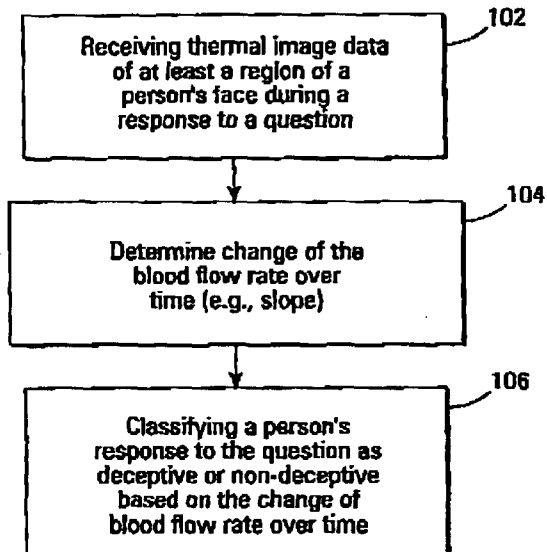 102
Receiving thermal image data
of at least a region of a
person's face during a
response to a question
104
Determine change of the
blood flow rate over
time (e.g., slope)
106
Classifying a person's
response to the question as
deceptive or non-deceptive
based on the change of
blood flow rate over time